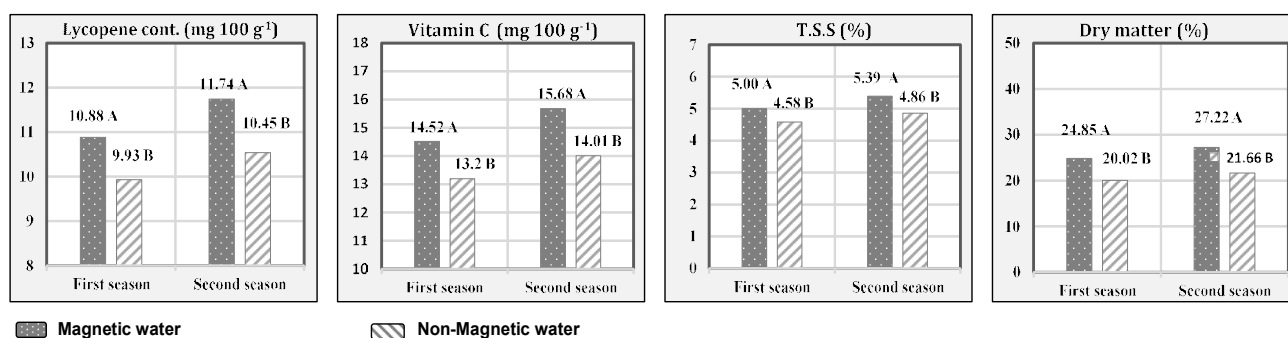 Lycopene cont. (mg 100 g⁻¹)
13
12
11
10
9
8
10.88 A
9.93 B
11.74 A
10.45 B
First season
Second season
Vitamin C (mg 100 g⁻¹)
18
17
16
15
14
13
12
11
10
14.52 A
13.2 B
15.68 A
14.01 B
First season
Second season
T.S.S (%)
7
6
5
4
3
2
1
0
5.00 A
4.58 B
5.39 A
4.86 B
First season
Second season
Dry matter (%)
50
40
30
20
10
0
24.85 A
20.02 B
27.22 A
21.66 B
First season
Second season
Magnetic water
Non-Magnetic water